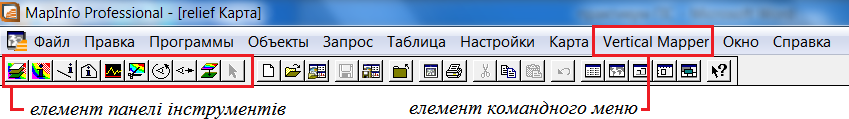 MapInfo Professional - [relief Карта]
Файл Правка Программы Объекты Запрос Таблица Настройки Карта Vertical Mapper Окно Справка
елемент панелі інструментів елемент командного меню